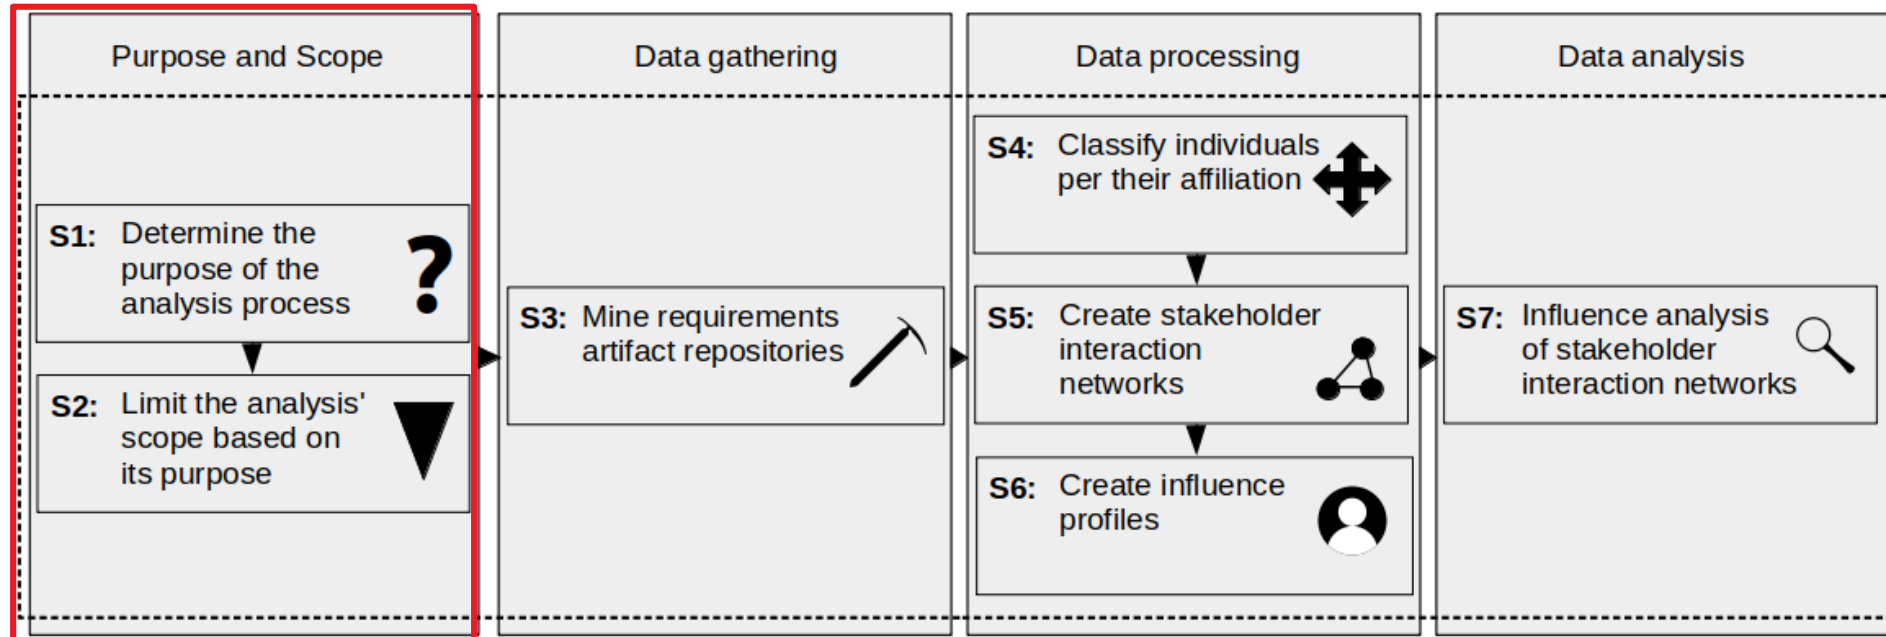 Purpose and Scope
S1: Determine the
purpose of the
analysis process
S2: Limit the analysis'
scope based on
its purpose
Data gathering
S3: Mine requirements
artifact repositories
Data processing
S4: Classify individuals
per their affiliation
S5: Create stakeholder
interaction
networks
S6: Create influence
profiles
Data analysis
S7: Influence analysis
of stakeholder
interaction networks